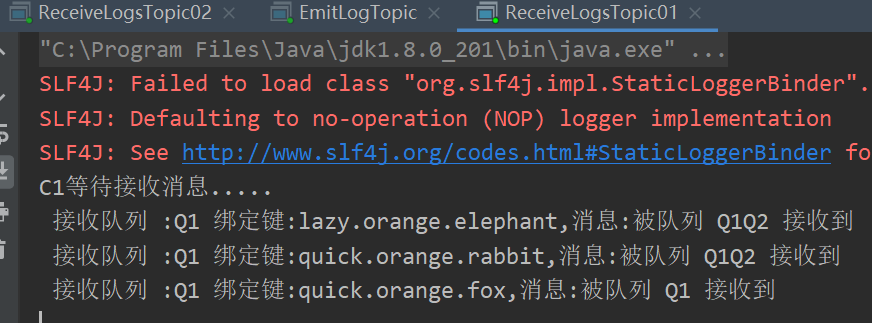 ReceiveLogsTopic02 × EmitLogTopic × ReceiveLogsTopic01 ×
"C:\Program Files\Java\jdk1.8.0_201\bin\java.exe" ...
SLF4J: Failed to load class "org.slf4j.impl.StaticLoggerBinder".
SLF4J: Defaulting to no-operation (NOP) logger implementation
SLF4J: See http://www.slf4j.org/codes.html#StaticLoggerBinder fo
C1等待接收消息.....
接收队列 :Q1 绑定键:lazy.orange.elephant,消息:被队列 Q1Q2 接收到
接收队列 :Q1 绑定键:quick.orange.rabbit,消息:被队列 Q1Q2 接收到
接收队列 :Q1 绑定键:quick.orange.fox,消息:被队列 Q1 接收到